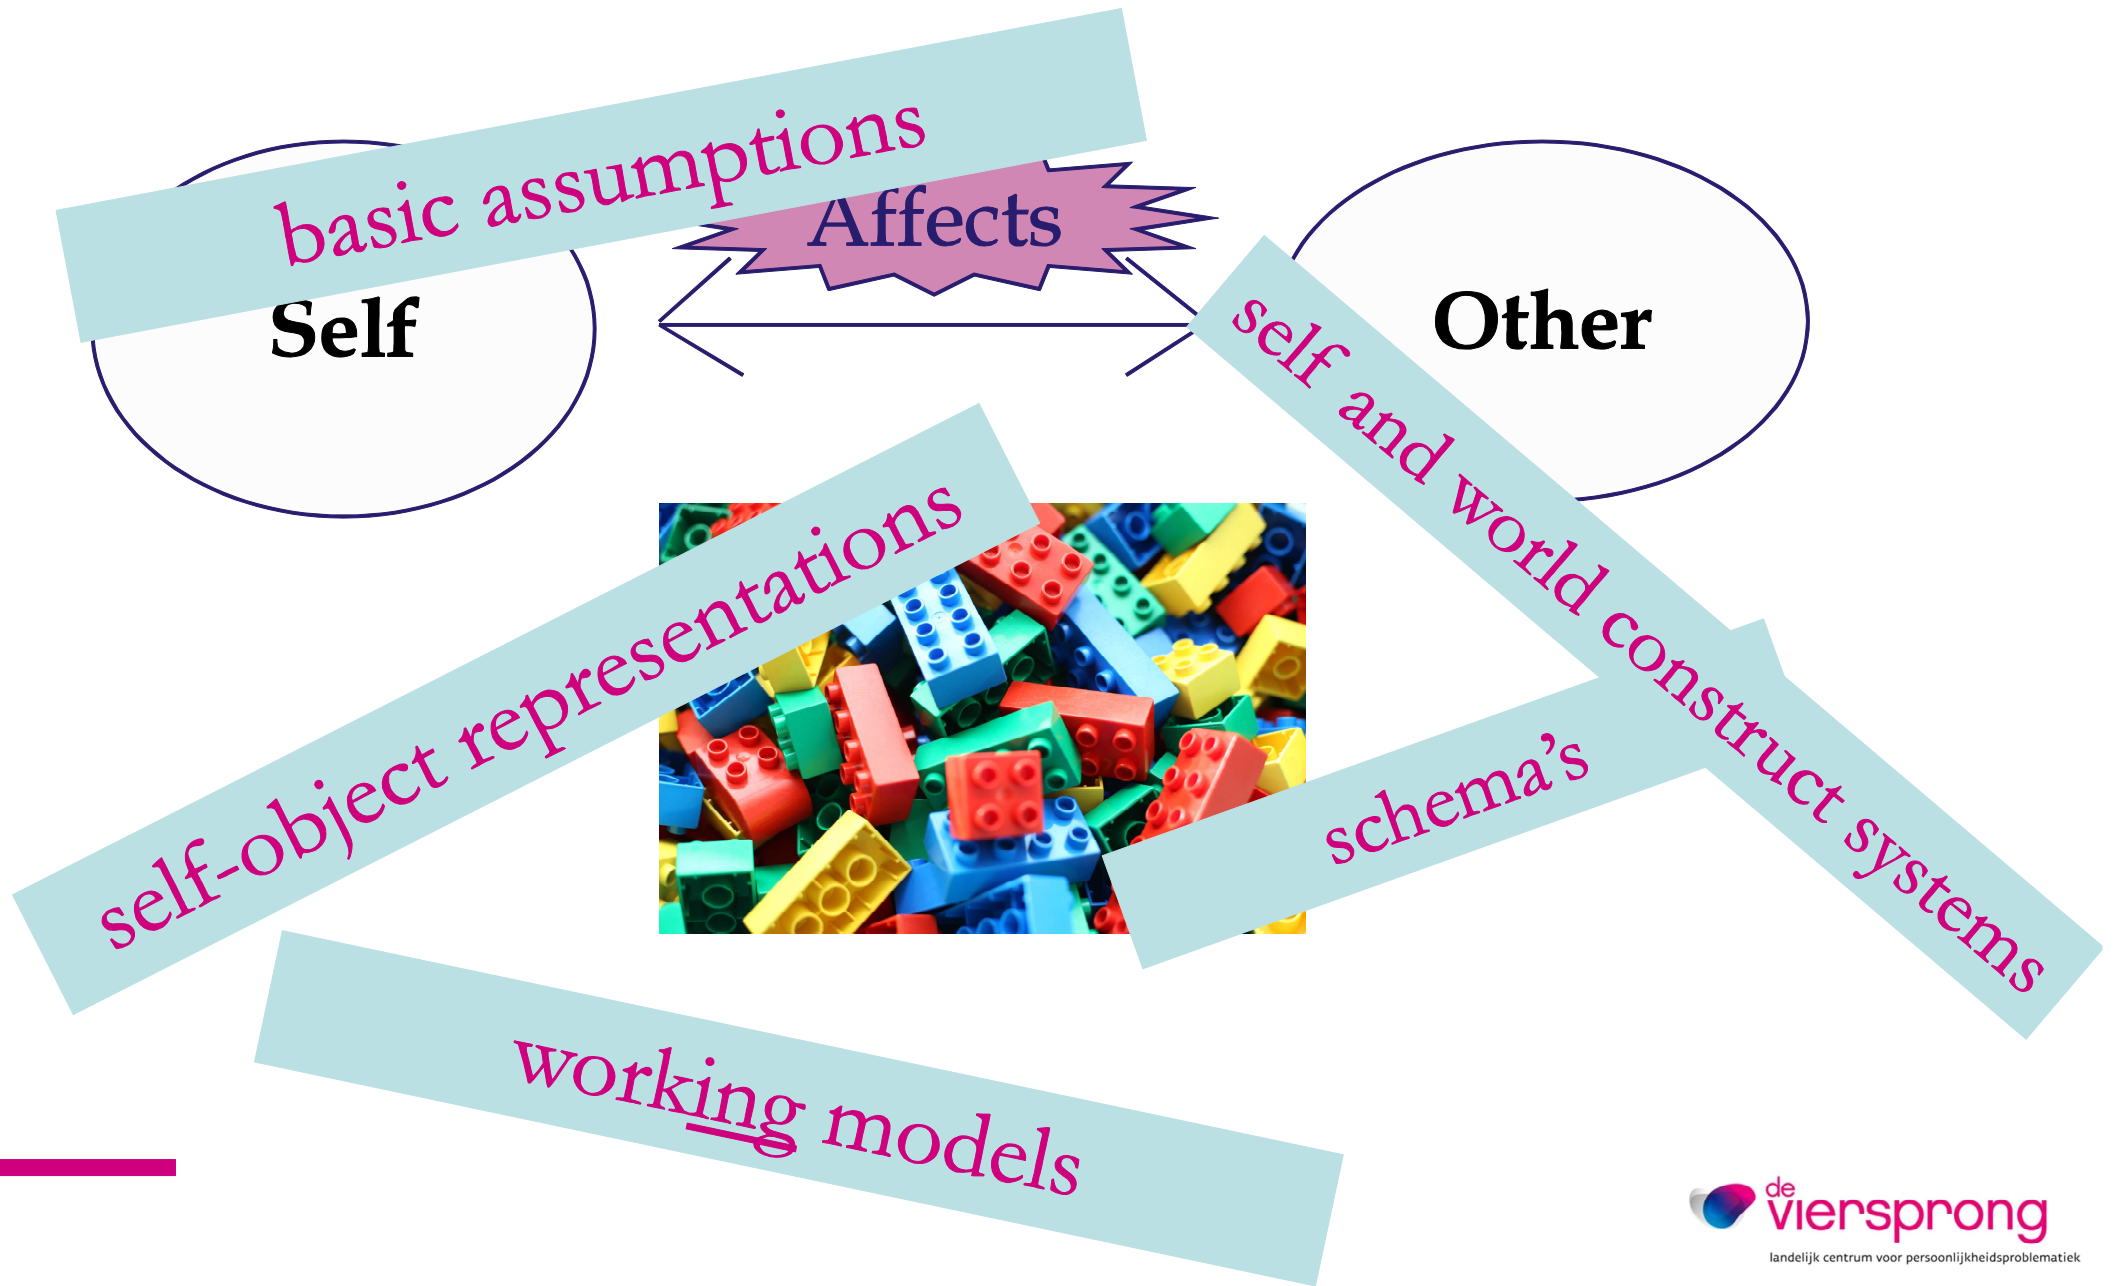 basic assumptions
Affects
Self
Other
self and world construct systems
self-object representations
schema’s
working models
de
viersprong
landelijk centrum voor persoonlijkheidsproblematiek